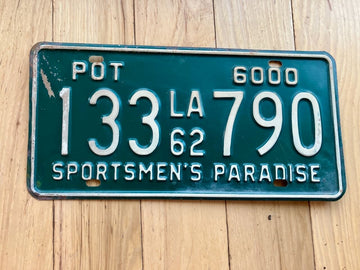 POT 6000
133 LA 62 790
SPORTSMEN'S PARADISE